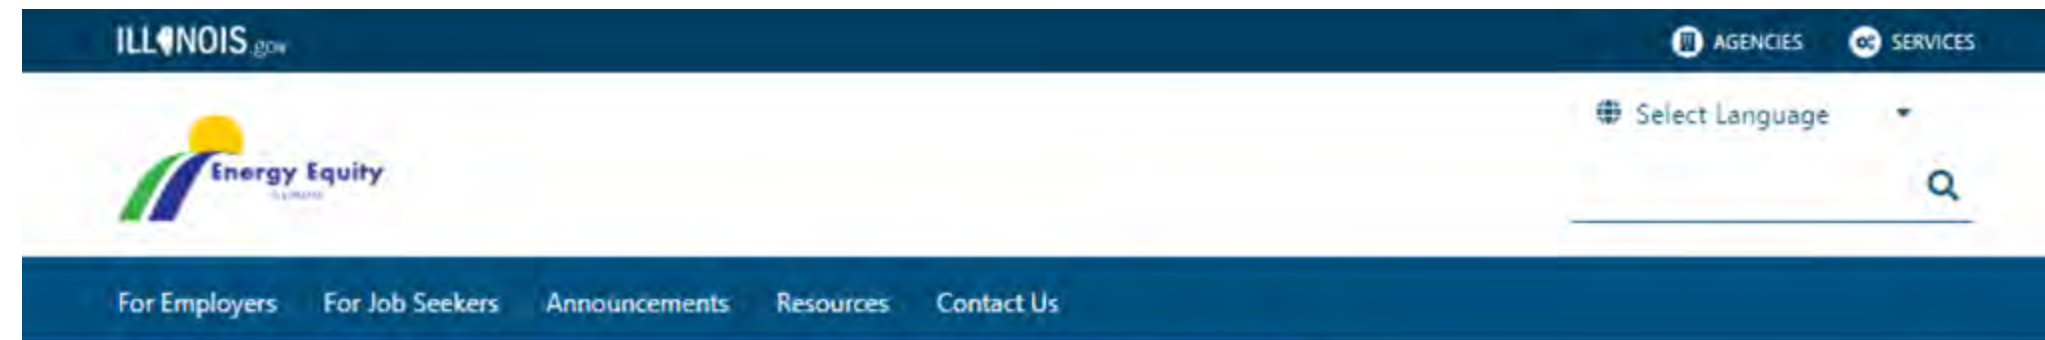 ILLINOIS.gov AGENCIES SERVICES
Select Language
Energy Equity
For Employers For Job Seekers Announcements Resources Contact Us